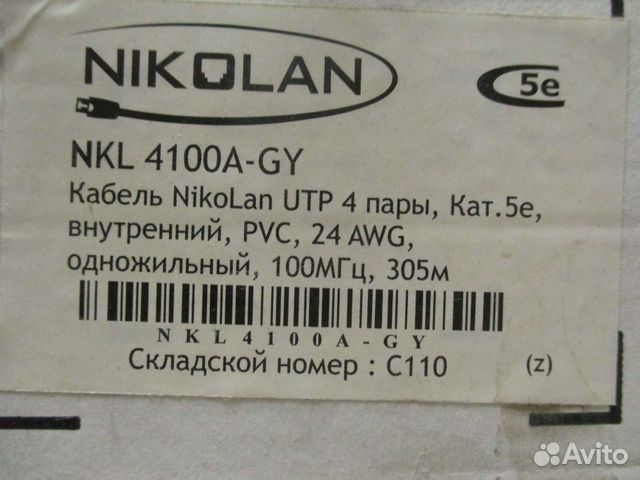 NIKOLAN
5e
NKL 4100A-GY
Кабель NikoLan UTP 4 пары, Кат.5е,
внутренний, PVC, 24 AWG,
одножильный, 100МГц, 305м
NKL4100A-GY
Складской номер : C110 (z)
Avito